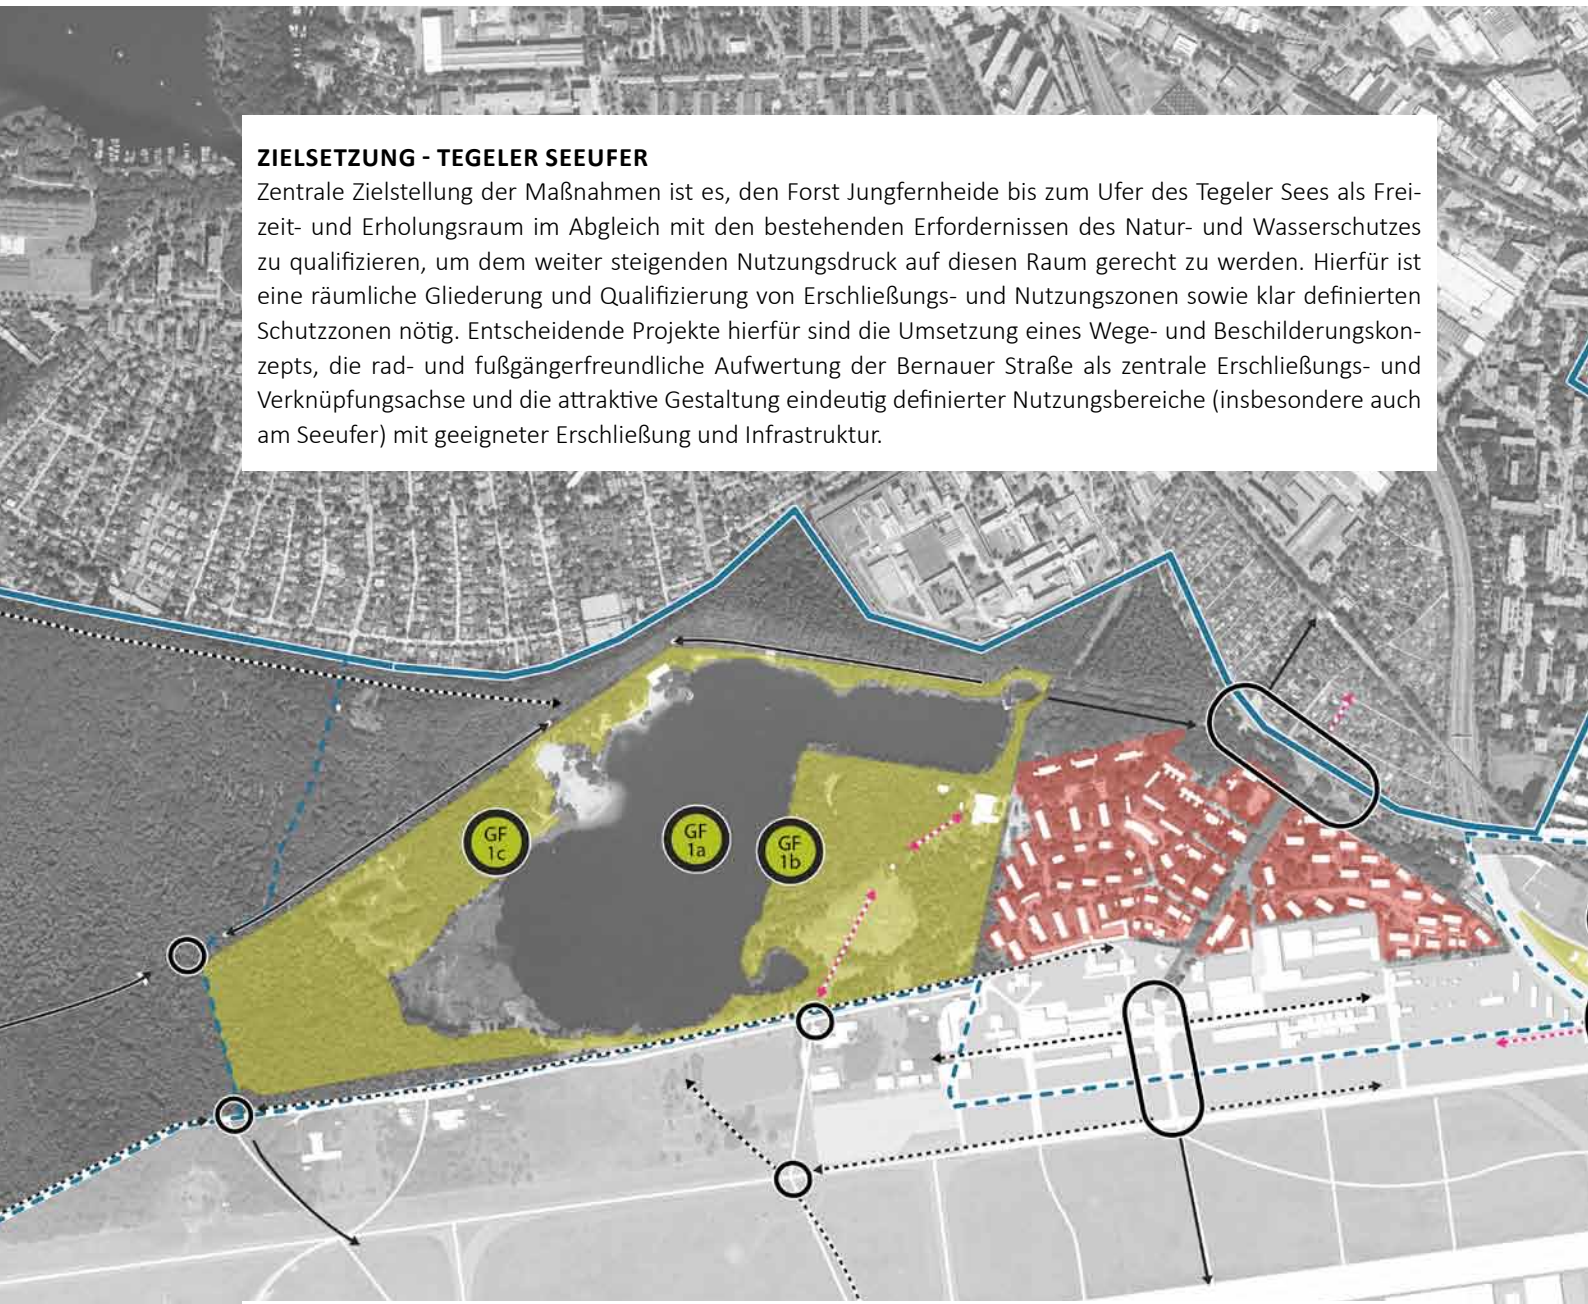 ZIELSETZUNG - TEGELER SEEUFER
Zentrale Zielstellung der Maßnahmen ist es, den Forst Jungfernheide bis zum Ufer des Tegeler Sees als Frei-
zeit- und Erholungsraum im Abgleich mit den bestehenden Erfordernissen des Natur- und Wasserschutzes
zu qualifizieren, um dem weiter steigenden Nutzungsdruck auf diesen Raum gerecht zu werden. Hierfür ist
eine räumliche Gliederung und Qualifizierung von Erschließungs- und Nutzungszonen sowie klar definierten
Schutzzonen nötig. Entscheidende Projekte hierfür sind die Umsetzung eines Wege- und Beschilderungskon-
zepts, die rad- und fußgängerfreundliche Aufwertung der Bernauer Straße als zentrale Erschließungs- und
Verknüpfungsachse und die attraktive Gestaltung eindeutig definierter Nutzungsbereiche (insbesondere auch
am Seeufer) mit geeigneter Erschließung und Infrastruktur.
GF
1c
GF
1a
GF
1b